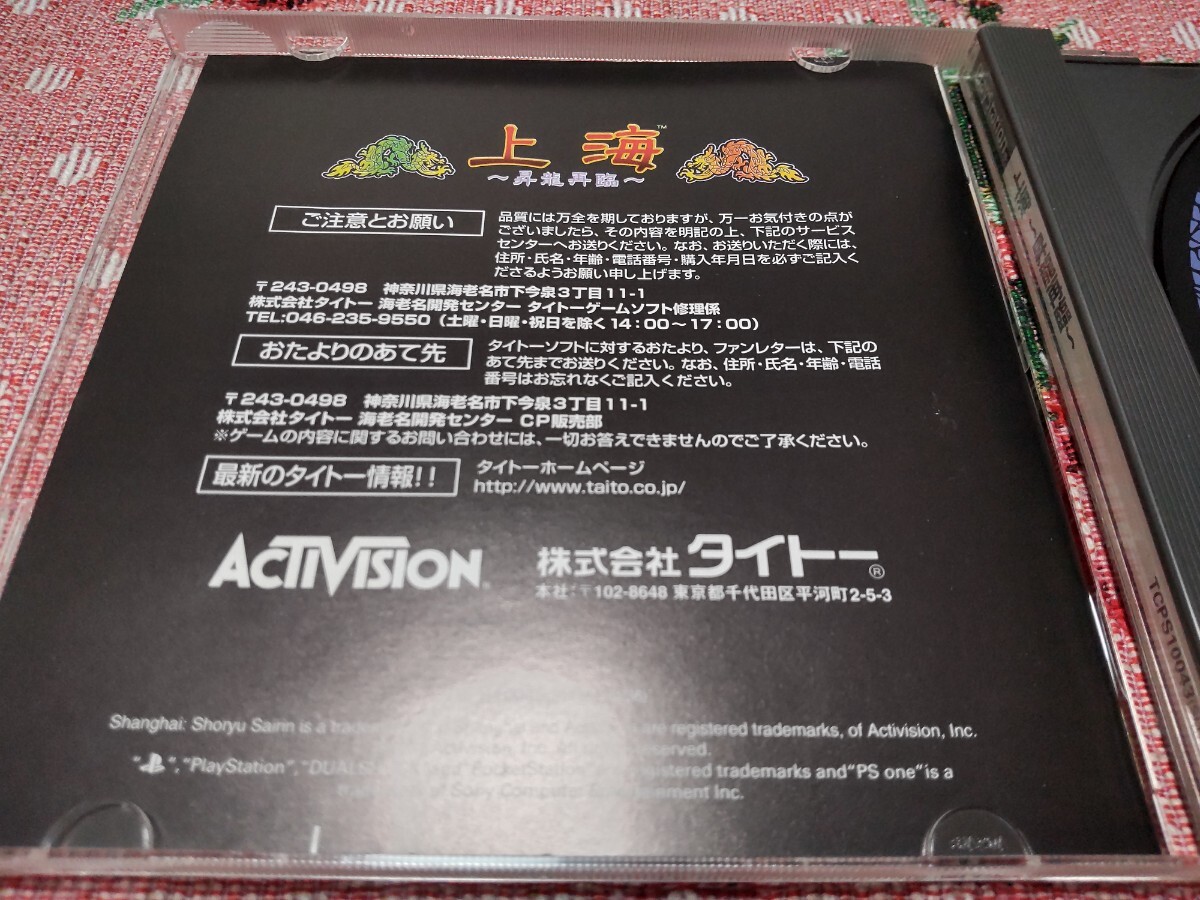 上海™
～昇龍再臨～
ご注意とお願い
品質には万全を期しておりますが、万一お気付きの点が
ございましたら、その内容を明記の上、下記のサービス
センターへお送りください。なお、お送りいただく際には、
住所・氏名・年齢・電話番号・購入年月日を必ずご記入く
ださるようお願い申し上げます。
〒243-0498 神奈川県海老名市下今泉3丁目11-1
株式会社タイトー 海老名開発センター タイトーゲームソフト修理係
TEL:046-235-9550（土曜・日曜・祝日を除く14:00～17:00）
おたよりのあて先
タイトーソフトに対するおたより、ファンレターは、下記の
あて先までお送りください。なお、住所・氏名・年齢・電話
番号はお忘れなくご記入ください。
〒243-0498 神奈川県海老名市下今泉3丁目11-1
株式会社タイトー 海老名開発センター CP販売部
※ゲームの内容に関するお問い合わせには、一切お答えできませんのでご了承ください。
最新のタイトー情報!!
タイトーホームページ
http://www.taito.co.jp/
ACTIVISION®
株式会社タイトー®
本社：〒102-8648 東京都千代田区平河町2-5-3
Shanghai: Shoryu Sairin is a are registered trademarks, of Activision, Inc.
reserved.
"PlayStation", registered trademarks and "PS one" is a
of Sony Computer Entertainment Inc.
上海 ～昇龍再臨～